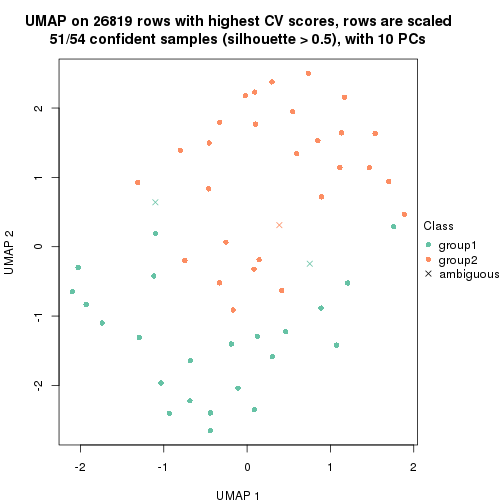 UMAP on 26819 rows with highest CV scores, rows are scaled
51/54 confident samples (silhouette > 0.5), with 10 PCs
UMAP 2
2
1
0
-1
-2
-2
-1
0
1
2
UMAP 1
Class
group1
group2
ambiguous